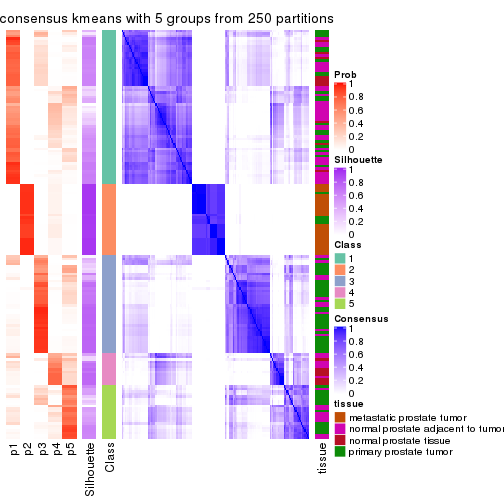 consensus kmeans with 5 groups from 250 partitions
Prob
1
0.8
0.6
0.4
0.2
0
Silhouette
1
0.8
0.6
0.4
0.2
0
Class
1
2
3
4
5
Consensus
1
0.8
0.6
0.4
0.2
0
tissue
metastatic prostate tumor
normal prostate adjacent to tumor
normal prostate tissue
primary prostate tumor
p1
p2
p3
p4
p5
Silhouette
Class
tissue